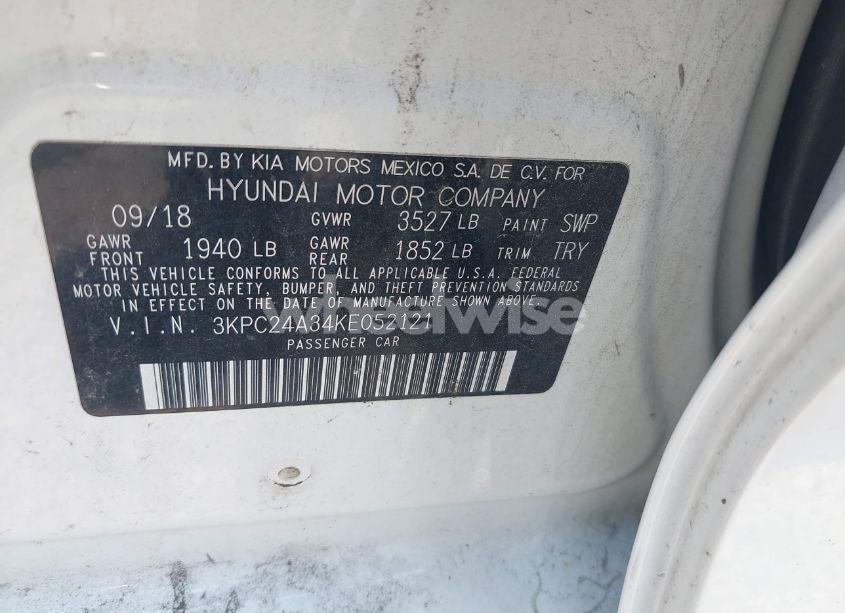 MFD. BY KIA MOTORS MEXICO S.A. DE C.V. FOR
HYUNDAI MOTOR COMPANY
09/18 GVWR 3527 LB PAINT SWP
GAWR FRONT 1940 LB GAWR REAR 1852 LB TRIM TRY
THIS VEHICLE CONFORMS TO ALL APPLICABLE U.S.A. FEDERAL
MOTOR VEHICLE SAFETY, BUMPER, AND THEFT PREVENTION STANDARDS
IN EFFECT ON THE DATE OF MANUFACTURE SHOWN ABOVE.
V.I.N. 3KPC24A34KE052121
PASSENGER CAR
wheelwise